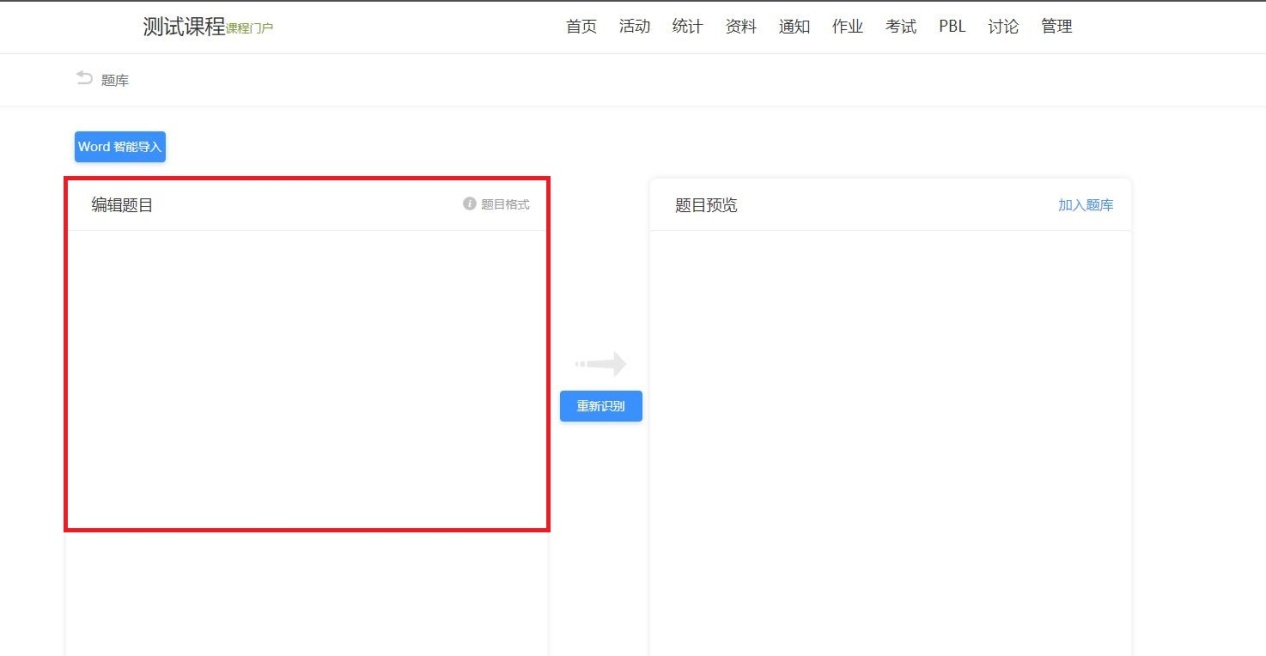 测试课程课程门户 首页 活动 统计 资料 通知 作业 考试 PBL 讨论 管理
题库
Word 智能导入
编辑题目 题目格式
题目预览 加入题库
重新识别